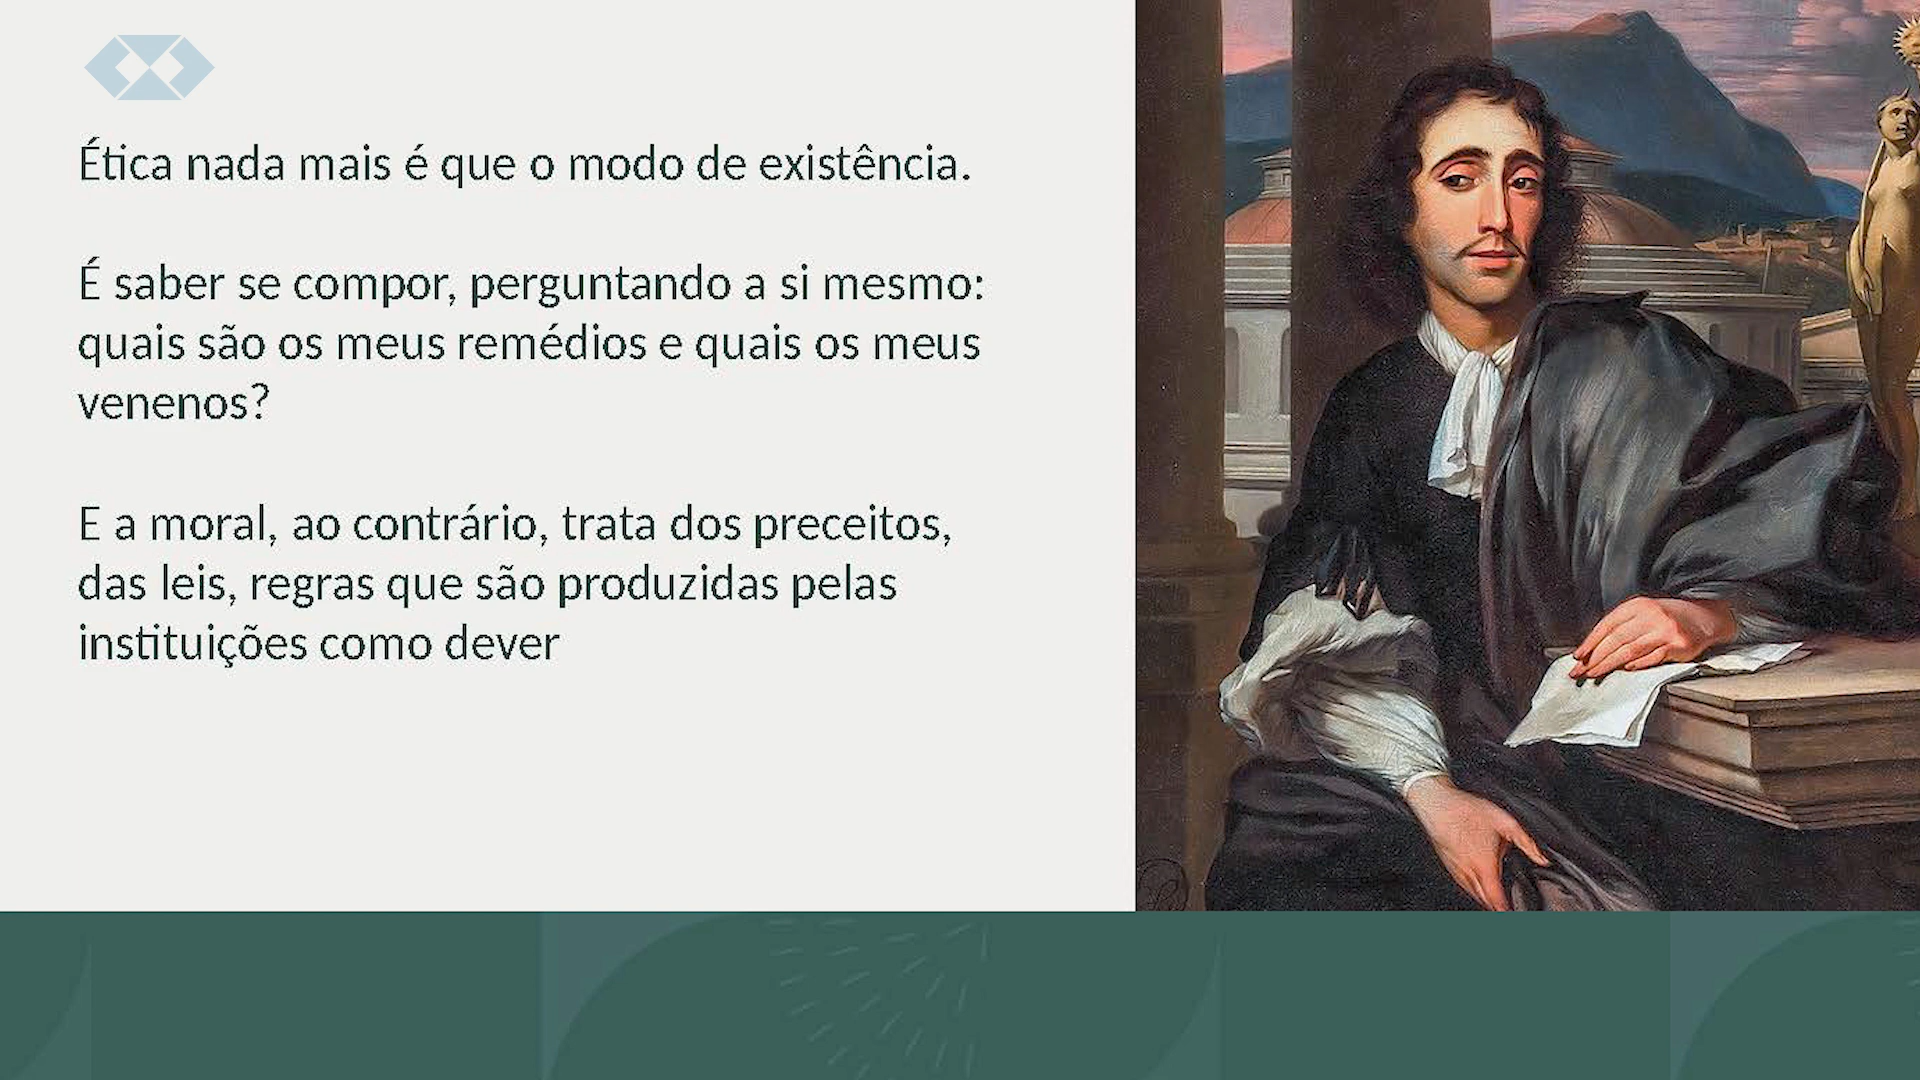 Ética nada mais é que o modo de existência.
É saber se compor, perguntando a si mesmo:
quais são os meus remédios e quais os meus
venenos?
E a moral, ao contrário, trata dos preceitos,
das leis, regras que são produzidas pelas
instituições como dever